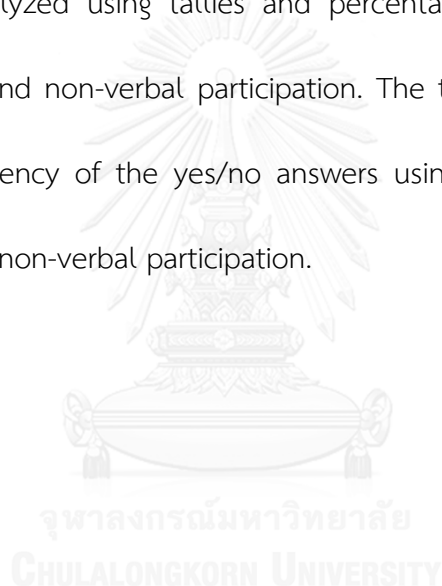 lyzed using tallies and percenta
nd non-verbal participation. The t
ency of the yes/no answers usin
non-verbal participation.
จุฬาลงกรณ์มหาวิทยาลัย
CHULALONGKORN UNIVERSITY